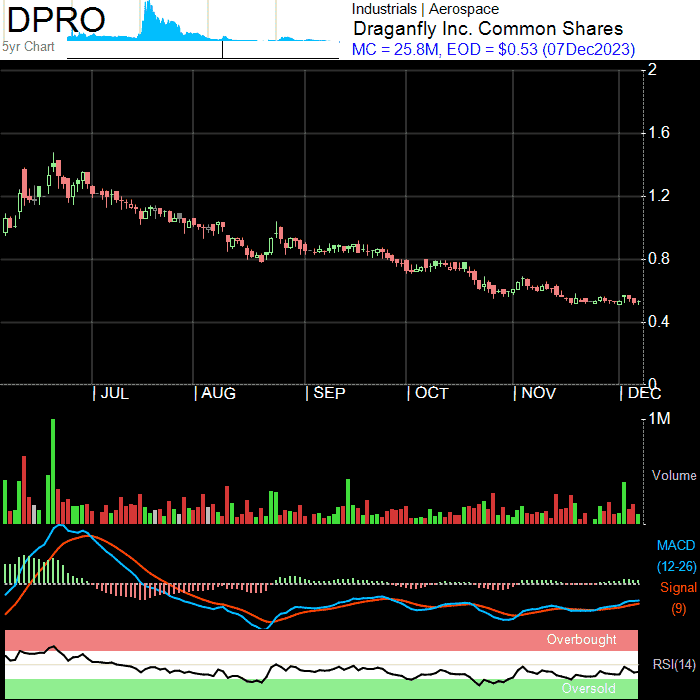 DPRO
5yr Chart
Industrials | Aerospace
Draganfly Inc. Common Shares
MC = 25.8M, EOD = $0.53 (07Dec2023)
2
1.6
1.2
0.8
0.4
0
| JUL | AUG | SEP | OCT | NOV | DEC
1M
Volume
MACD
(12-26)
Signal
(9)
Overbought
RSI(14)
Oversold